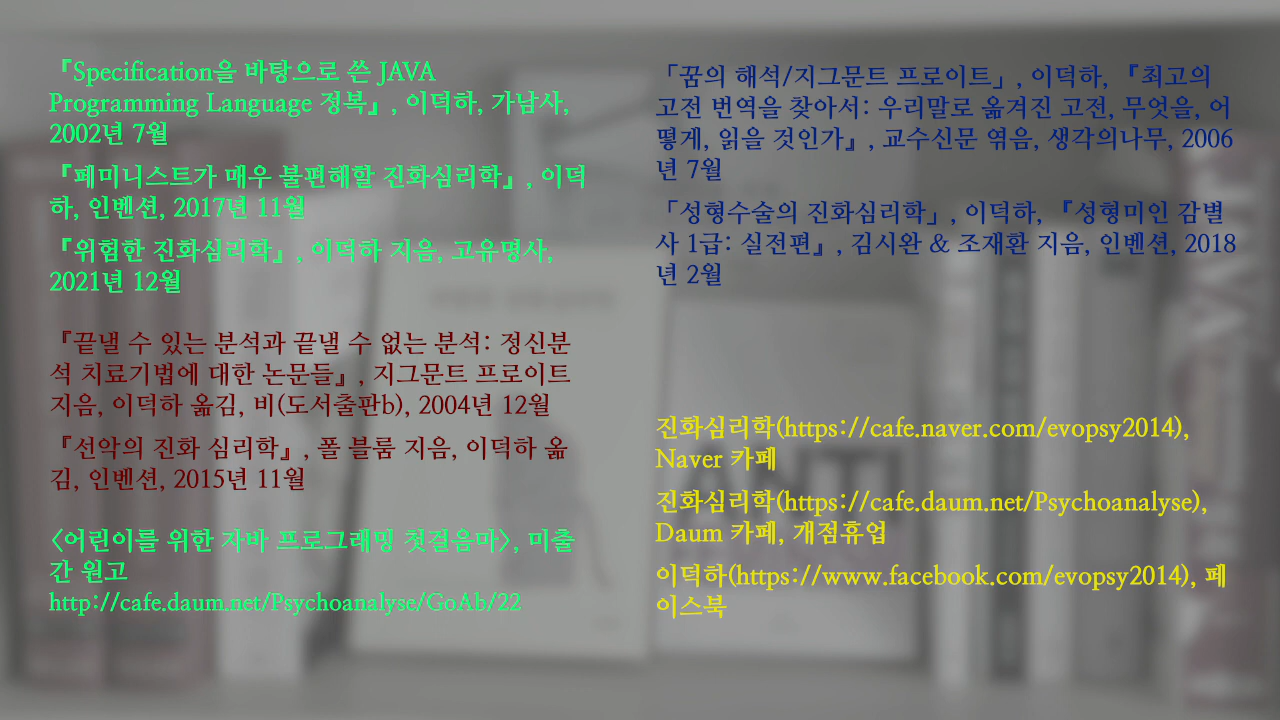 『Specification을 바탕으로 쓴 JAVA
Programming Language 정복』, 이덕하, 가남사,
2002년 7월
『페미니스트가 매우 불편해할 진화심리학』, 이덕
하, 인벤션, 2017년 11월
『위험한 진화심리학』, 이덕하 지음, 고유명사,
2021년 12월
『끝낼 수 있는 분석과 끝낼 수 없는 분석: 정신분
석 치료기법에 대한 논문들』, 지그문트 프로이트
지음, 이덕하 옮김, 비(도서출판b), 2004년 12월
『선악의 진화 심리학』, 폴 블룸 지음, 이덕하 옮
김, 인벤션, 2015년 11월
〈어린이를 위한 자바 프로그래밍 첫걸음마〉, 미출
간 원고
http://cafe.daum.net/Psychoanalyse/GoAb/22
「꿈의 해석/지그문트 프로이트」, 이덕하, 『최고의
고전 번역을 찾아서: 우리말로 옮겨진 고전, 무엇을, 어
떻게, 읽을 것인가』, 교수신문 엮음, 생각의나무, 2006
년 7월
「성형수술의 진화심리학」, 이덕하, 『성형미인 감별
사 1급: 실전편』, 김시완 & 조재환 지음, 인벤션, 2018
년 2월
진화심리학(https://cafe.naver.com/evopsy2014),
Naver 카페
진화심리학(https://cafe.daum.net/Psychoanalyse),
Daum 카페, 개점휴업
이덕하(https://www.facebook.com/evopsy2014), 페
이스북